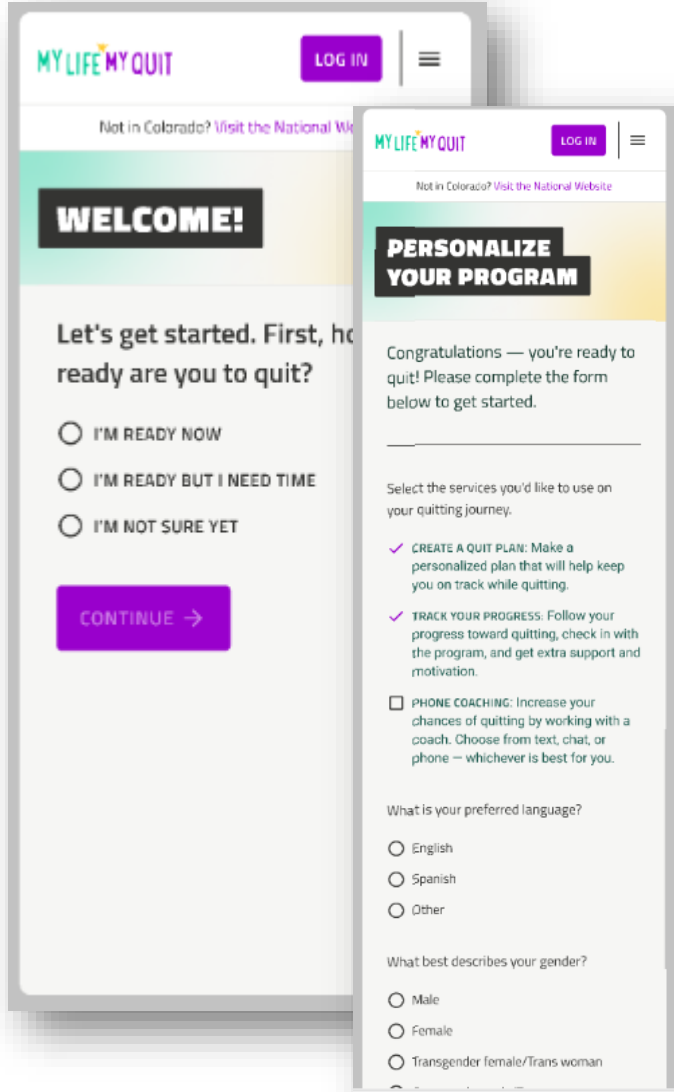 MY LIFE MY QUIT
LOG IN
Not in Colorado? Visit the National
WELCOME!
Let's get started. First,
ready are you to quit?
I'M READY NOW
I'M READY BUT I NEED TIME
I'M NOT SURE YET
CONTINUE →
MY LIFE MY QUIT
LOG IN
Not in Colorado? Visit the National Website
PERSONALIZE
YOUR PROGRAM
Congratulations — you're ready to
quit! Please complete the form
below to get started.
Select the services you'd like to use on
your quitting journey.
CREATE A QUIT PLAN: Make a
personalized plan that will help keep
you on track while quitting.
TRACK YOUR PROGRESS: Follow your
progress toward quitting, check in with
the program, and get extra support and
motivation.
PHONE COACHING: Increase your
chances of quitting by working with a
coach. Choose from text, chat, or
phone — whichever is best for you.
What is your preferred language?
English
Spanish
Other
What best describes your gender?
Male
Female
Transgender female/Trans woman